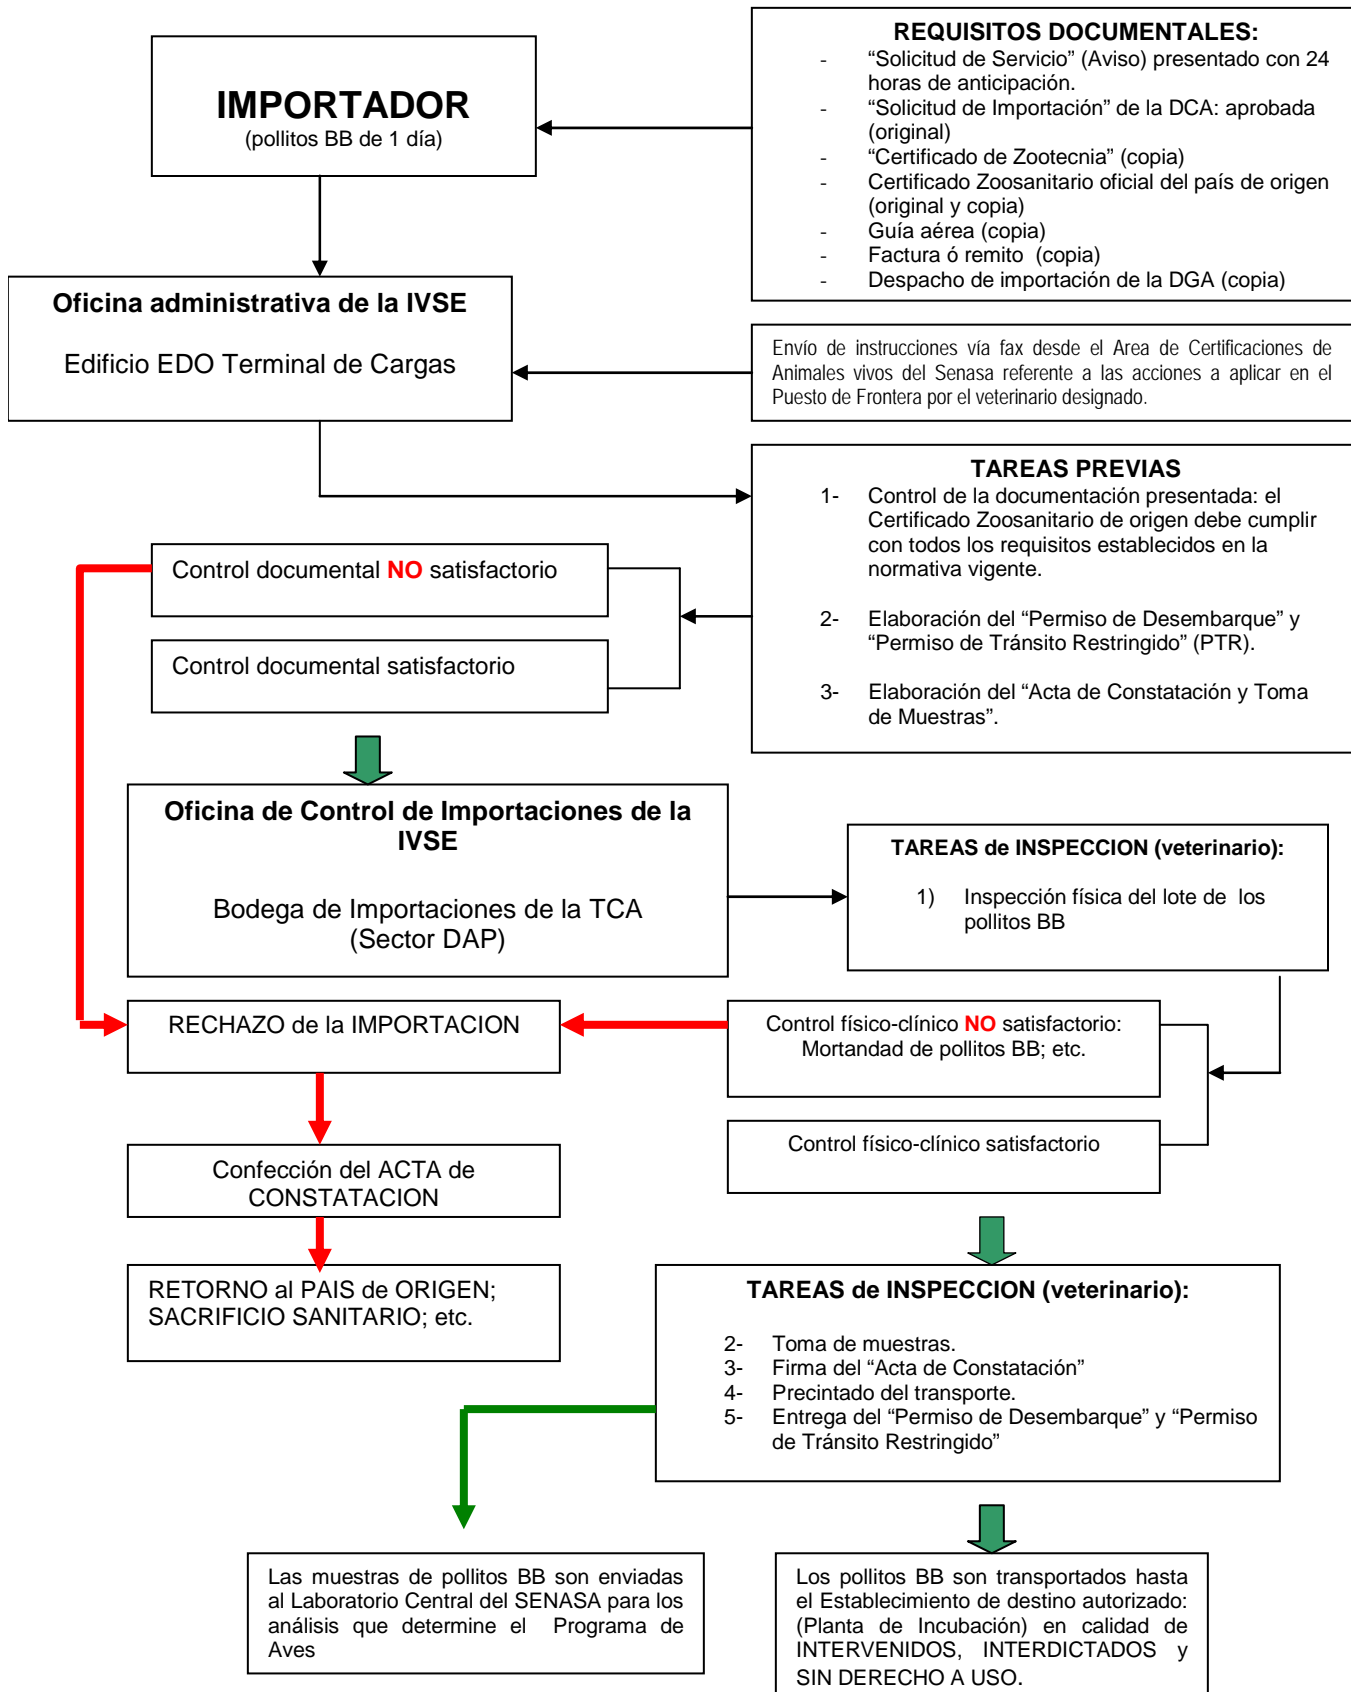 REQUISITOS DOCUMENTALES:
- “Solicitud de Servicio” (Aviso) presentado con 24
horas de anticipación.
- “Solicitud de Importación” de la DCA: aprobada
(original)
- “Certificado de Zootecnia” (copia)
- Certificado Zoosanitario oficial del país de origen
(original y copia)
- Guía aérea (copia)
- Factura ó remito (copia)
- Despacho de importación de la DGA (copia)
IMPORTADOR
(pollitos BB de 1 día)
Oficina administrativa de la IVSE
Edificio EDO Terminal de Cargas
Envío de instrucciones vía fax desde el Area de Certificaciones de
Animales vivos del Senasa referente a las acciones a aplicar en el
Puesto de Frontera por el veterinario designado.
TAREAS PREVIAS
1- Control de la documentación presentada: el
Certificado Zoosanitario de origen debe cumplir
con todos los requisitos establecidos en la
normativa vigente.
2- Elaboración del “Permiso de Desembarque” y
“Permiso de Tránsito Restringido” (PTR).
3- Elaboración del “Acta de Constatación y Toma
de Muestras”.
Control documental NO satisfactorio
Control documental satisfactorio
Oficina de Control de Importaciones de la
IVSE
Bodega de Importaciones de la TCA
(Sector DAP)
TAREAS de INSPECCION (veterinario):
1) Inspección física del lote de los
pollitos BB
RECHAZO de la IMPORTACION
Control físico-clínico NO satisfactorio:
Mortandad de pollitos BB; etc.
Control físico-clínico satisfactorio
Confección del ACTA de
CONSTATACION
RETORNO al PAIS de ORIGEN;
SACRIFICIO SANITARIO; etc.
TAREAS de INSPECCION (veterinario):
2- Toma de muestras.
3- Firma del “Acta de Constatación”
4- Precintado del transporte.
5- Entrega del “Permiso de Desembarque” y “Permiso
de Tránsito Restringido”
Las muestras de pollitos BB son enviadas
al Laboratorio Central del SENASA para los
análisis que determine el Programa de
Aves
Los pollitos BB son transportados hasta
el Establecimiento de destino autorizado:
(Planta de Incubación) en calidad de
INTERVENIDOS, INTERDICTADOS y
SIN DERECHO A USO.